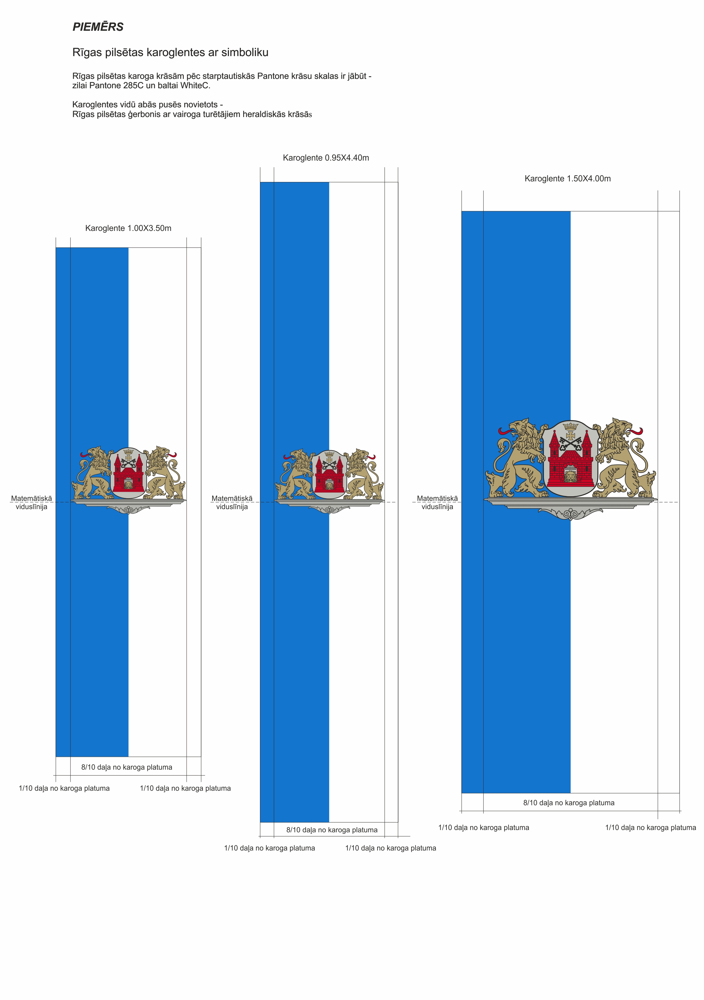 PIEMĒRS
Rīgas pilsētas karoglentes ar simboliku
Rīgas pilsētas karoga krāsām pēc starptautiskās Pantone krāsu skalas ir jābūt -
zilai Pantone 285C un baltai WhiteC.
Karoglentes vidū abās pusēs novietots -
Rīgas pilsētas ģerbonis ar vairoga turētājiem heraldiskās krāsās
Karoglente 1.00X3.50m
Matemātiskā
viduslīnija
8/10 daļa no karoga platuma
1/10 daļa no karoga platuma
1/10 daļa no karoga platuma
Karoglente 0.95X4.40m
Matemātiskā
viduslīnija
8/10 daļa no karoga platuma
1/10 daļa no karoga platuma
1/10 daļa no karoga platuma
Karoglente 1.50X4.00m
Matemātiskā
viduslīnija
8/10 daļa no karoga platuma
1/10 daļa no karoga platuma
1/10 daļa no karoga platuma